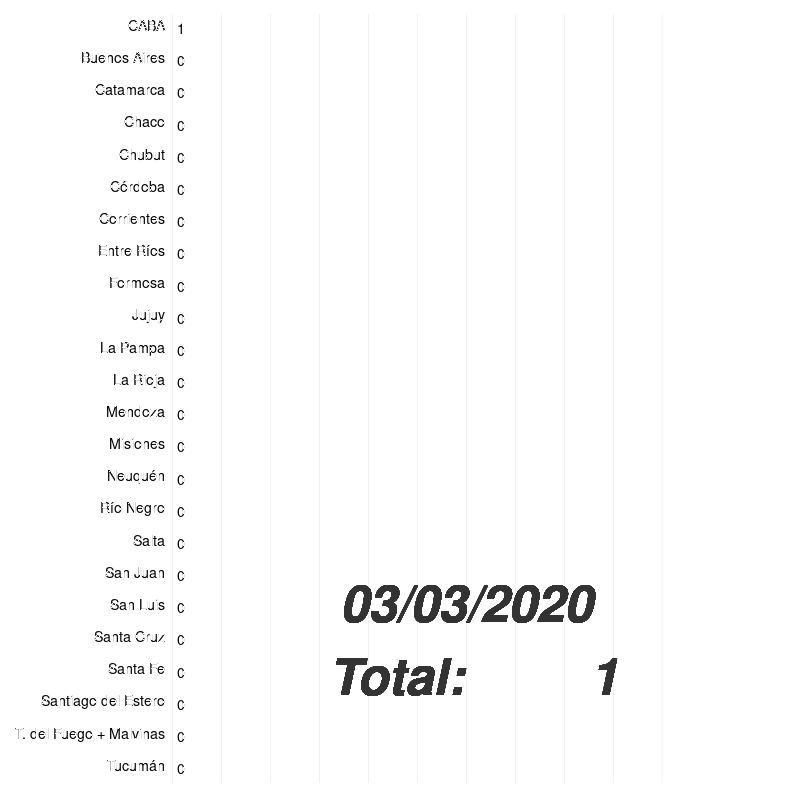 CABA 1
Buenos Aires 0
Catamarca 0
Chaco 0
Chubut 0
Córdoba 0
Corrientes 0
Entre Ríos 0
Formosa 0
Jujuy 0
La Pampa 0
La Rioja 0
Mendoza 0
Misiones 0
Neuquén 0
Río Negro 0
Salta 0
San Juan 0
San Luis 0
Santa Cruz 0
Santa Fe 0
Santiago del Estero 0
T. del Fuego + Malvinas 0
Tucumán 0
03/03/2020
Total: 1